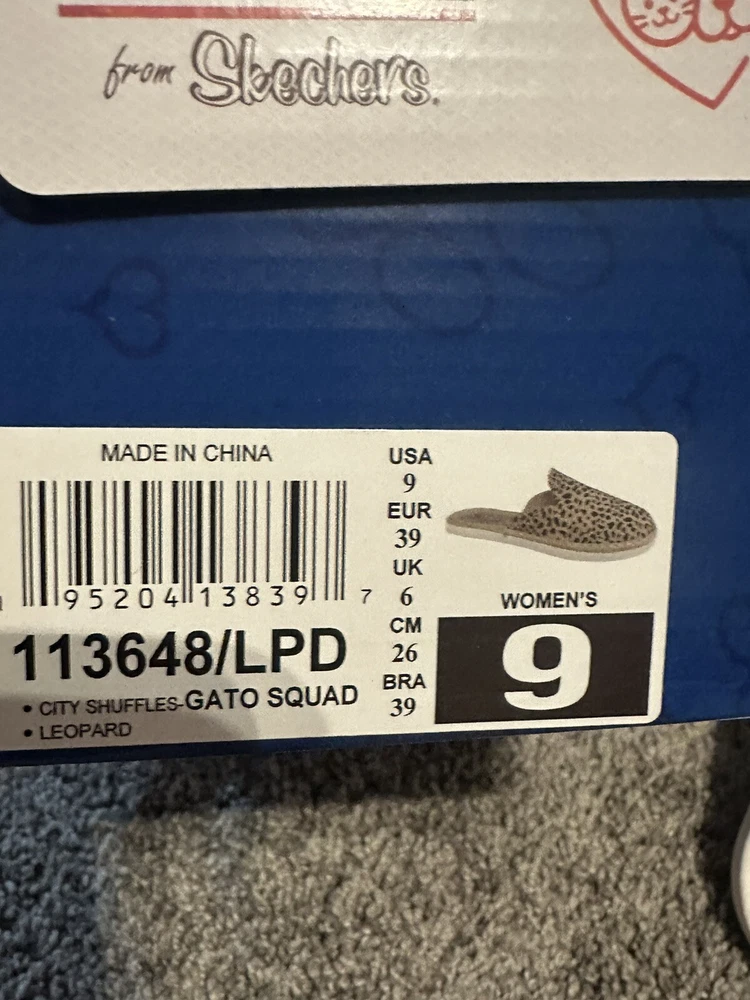 from Skechers.
MADE IN CHINA
95204 13839 7
113648/LPD
• CITY SHUFFLES-GATO SQUAD
• LEOPARD
USA
9
EUR
39
UK
6
CM
26
BRA
39
WOMEN'S
9